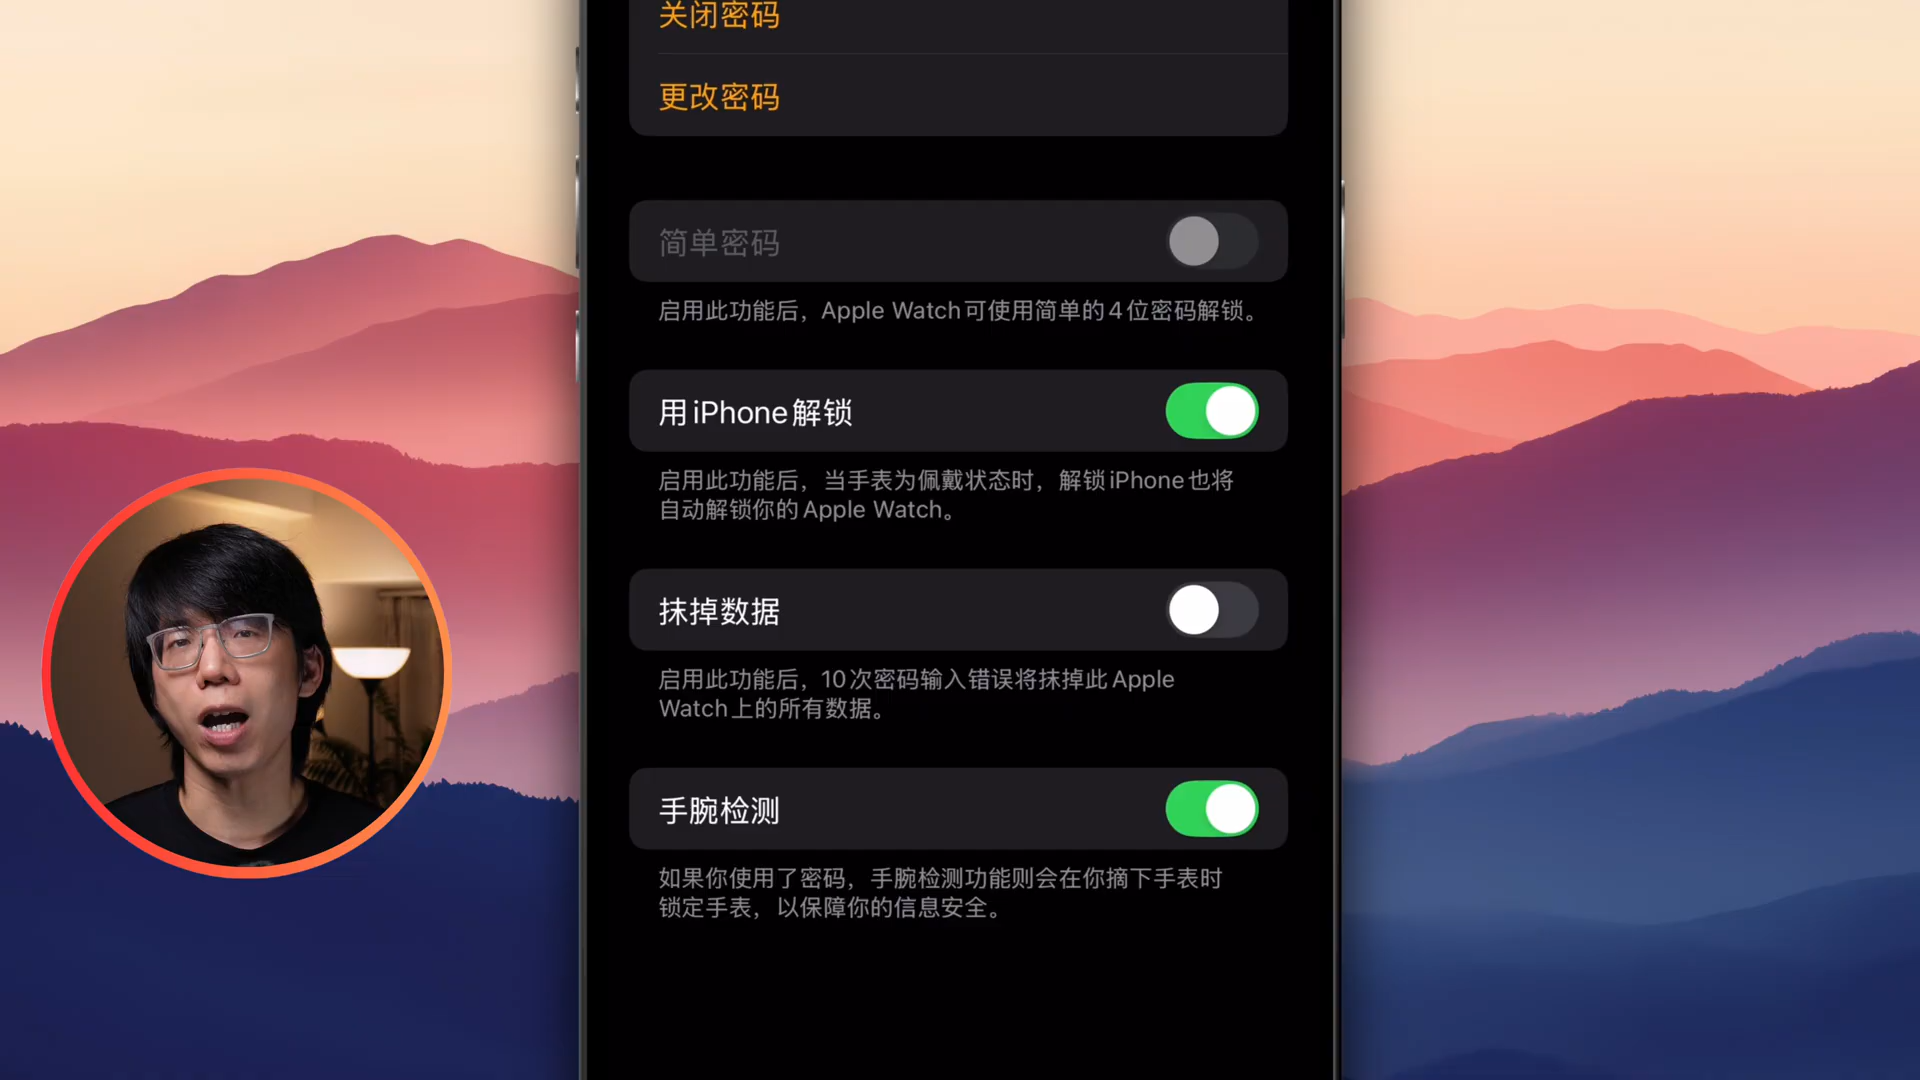 关闭密码
更改密码
简单密码
启用此功能后，Apple Watch可使用简单的4位密码解锁。
用iPhone解锁
启用此功能后，当手表为佩戴状态时，解锁iPhone也将
自动解锁你的Apple Watch。
抹掉数据
启用此功能后，10次密码输入错误将抹掉此Apple
Watch上的所有数据。
手腕检测
如果你使用了密码，手腕检测功能则会在你摘下手表时
锁定手表，以保障你的信息安全。